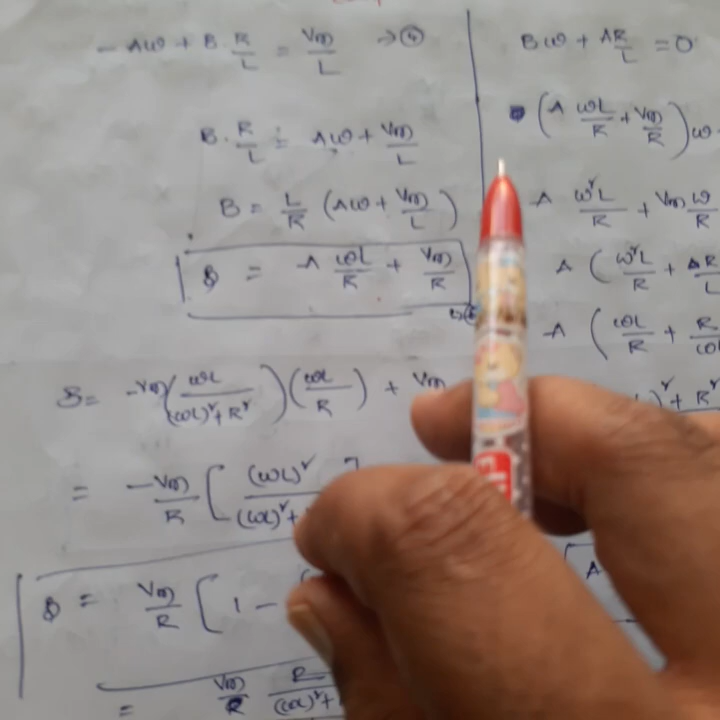 - Aω + B . R/L = Vm/L → ④
B . R/L = Aω + Vm/L
B = L/R (Aω + Vm/L)
B = A ωL/R + Vm/R
B = -Vm (ωL/((ωL)²+R²)) (ωL/R) + Vm
= -Vm/R [ (ωL)²/((ωL)²+
B = Vm/R [ 1 -
= Vm/R R/((ωL)²+
Bω + AR/L = 0
(A ωL/R + Vm/R) ω
A ω²L/R + Vm ω/R
A ( ω²L/R + R/L
A ( ωL/R + R/ωL
)² + R²
A